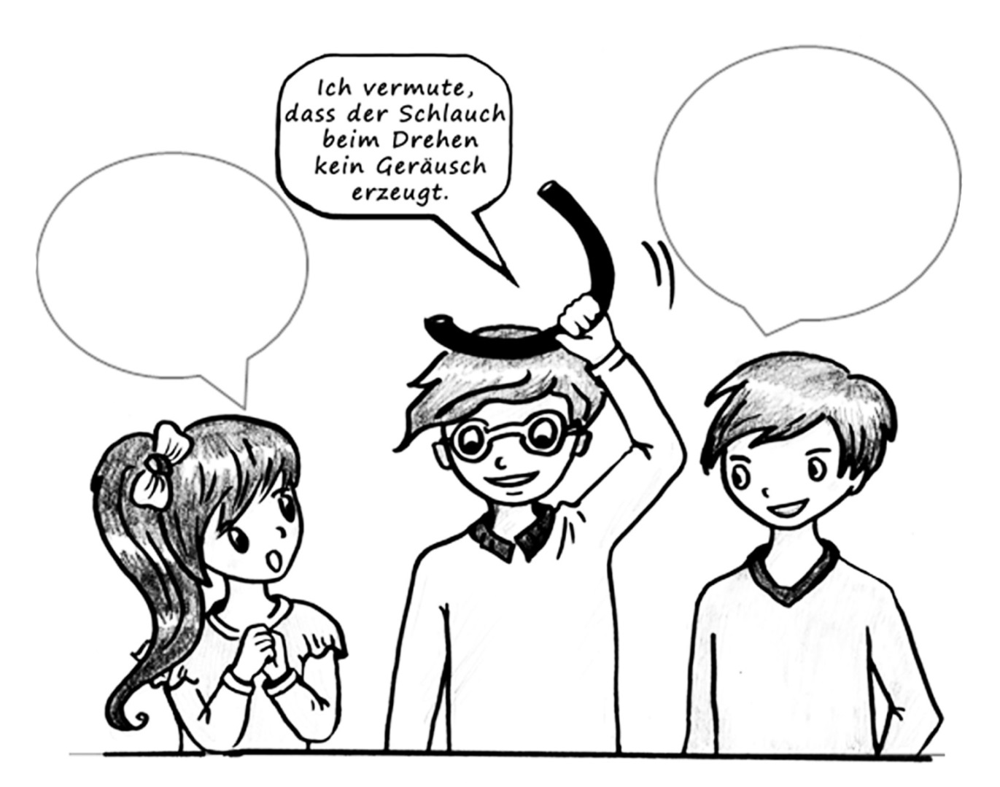 Ich vermute,
dass der Schlauch
beim Drehen
kein Geräusch
erzeugt.